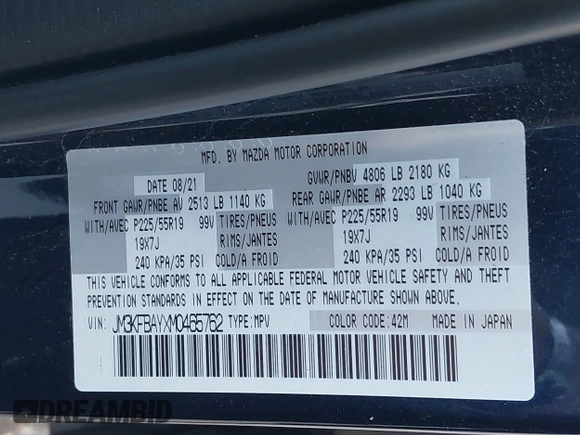 MFD. BY MAZDA MOTOR CORPORATION
DATE 08/21 GVWR/PNBV 4806 LB 2180 KG
FRONT GAWR/PNBE AV 2513 LB 1140 KG REAR GAWR/PNBE AR 2293 LB 1040 KG
WITH/AVEC P225/55R19 99V TIRES/PNEUS WITH/AVEC P225/55R19 99V TIRES/PNEUS
19X7J RIMS/JANTES 19X7J RIMS/JANTES
240 KPA/35 PSI COLD/A FROID 240 KPA/35 PSI COLD/A FROID
THIS VEHICLE CONFORMS TO ALL APPLICABLE FEDERAL MOTOR VEHICLE SAFETY AND THEFT
PREVENTION STANDARDS IN EFFECT ON THE DATE OF MANUFACTURE SHOWN ABOVE.
VIN: JM3KFBAYXM0465762 TYPE:MPV COLOR CODE:42M MADE IN JAPAN
DREAMBID